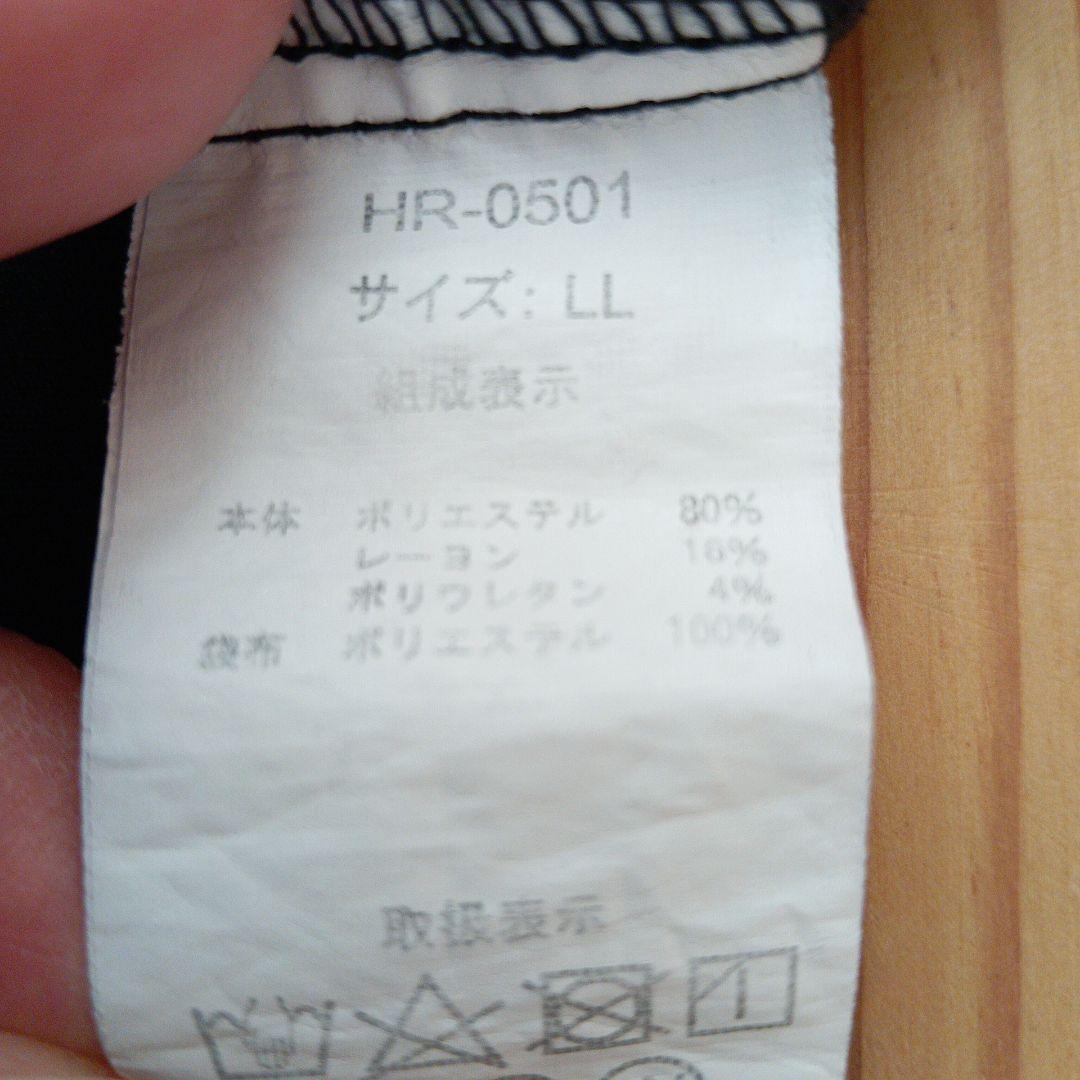 HR-0501
サイズ: LL
組成表示
本体 ポリエステル 80%
レーヨン 16%
ポリウレタン 4%
袋布 ポリエステル 100%
取扱表示